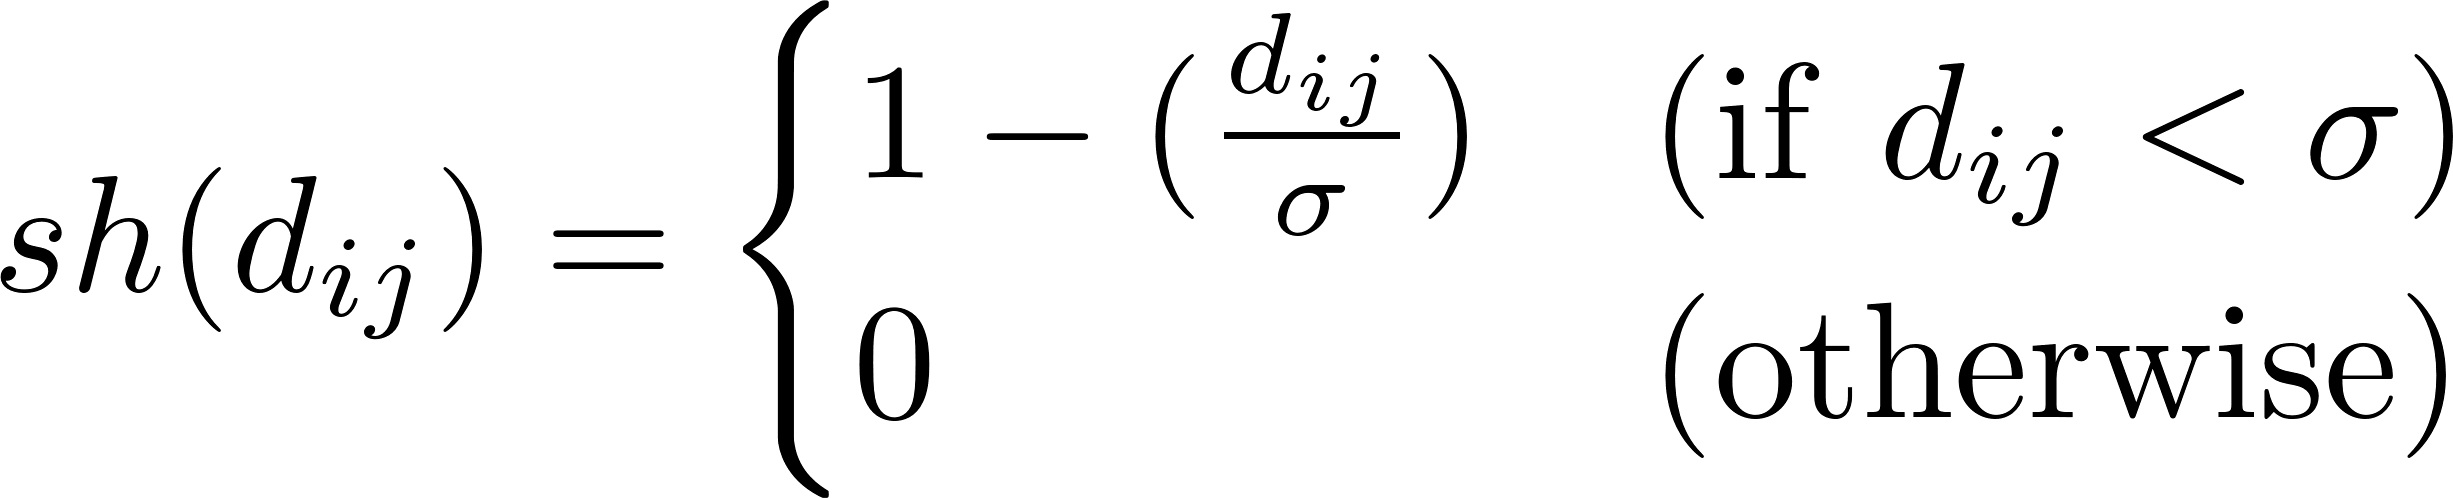 sh(d_{ij}) = \begin{cases} 1 - (\frac{d_{ij}}{\sigma}) & (\text{if } d_{ij} < \sigma) \\ 0 & (\text{otherwise}) \end{cases}